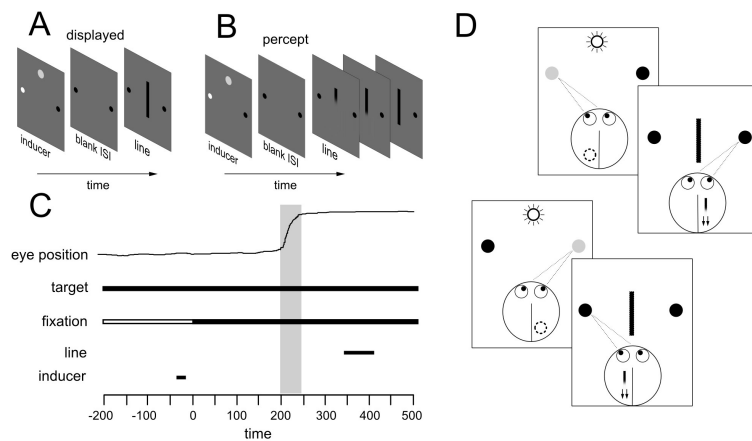 A
displayed
inducer
blank ISI
line
time
B
percept
inducer
blank ISI
line
time
C
eye position
target
fixation
line
inducer
-200 -100 0 100 200 300 400 500
time
D